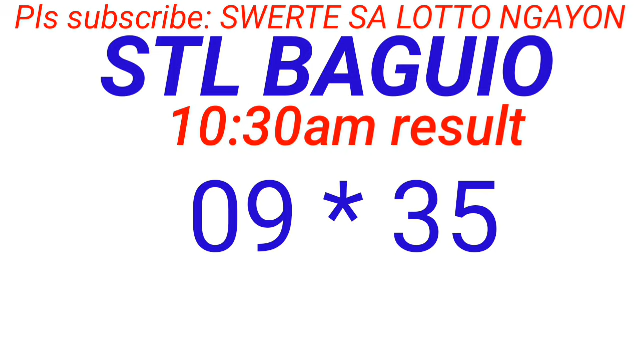 Pls subscribe: SWERTE SA LOTTO NGAYON
STL BAGUIO
10:30am result
09 * 35